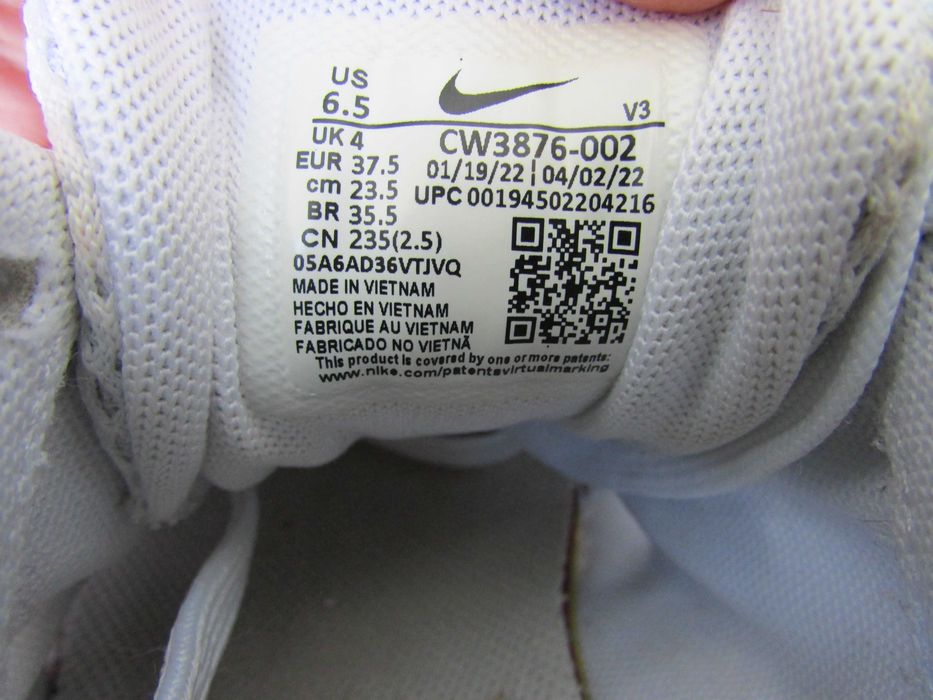 US
6.5
V3
UK 4
EUR 37.5
cm 23.5
BR 35.5
CN 235(2.5)
CW3876-002
01/19/22 | 04/02/22
UPC 00194502204216
05A6AD36VTJVQ
MADE IN VIETNAM
HECHO EN VIETNAM
FABRIQUE AU VIETNAM
FABRICADO NO VIETNÃ
This product is covered by one or more patents:
www.nike.com/patentsvirtualmarking